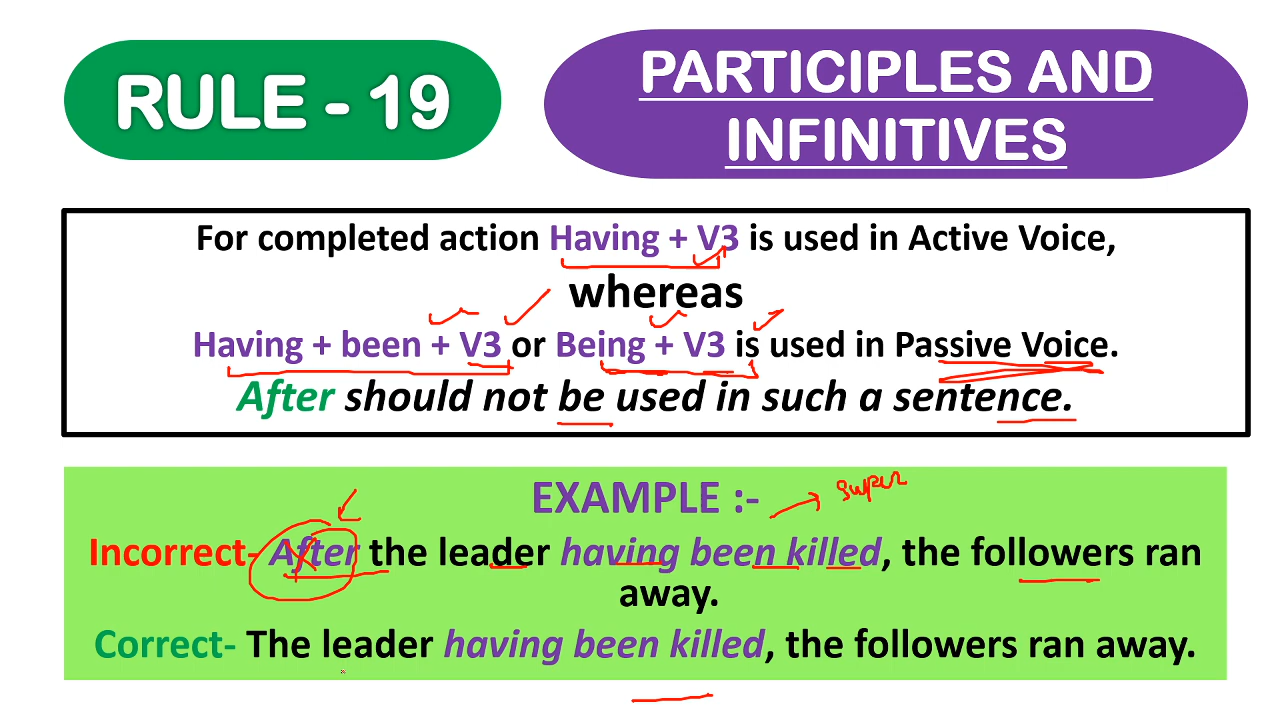 RULE - 19
PARTICIPLES AND
INFINITIVES
For completed action Having + V3 is used in Active Voice,
whereas
Having + been + V3 or Being + V3 is used in Passive Voice.
After should not be used in such a sentence.
EXAMPLE :-
super
Incorrect- After the leader having been killed, the followers ran
away.
Correct- The leader having been killed, the followers ran away.